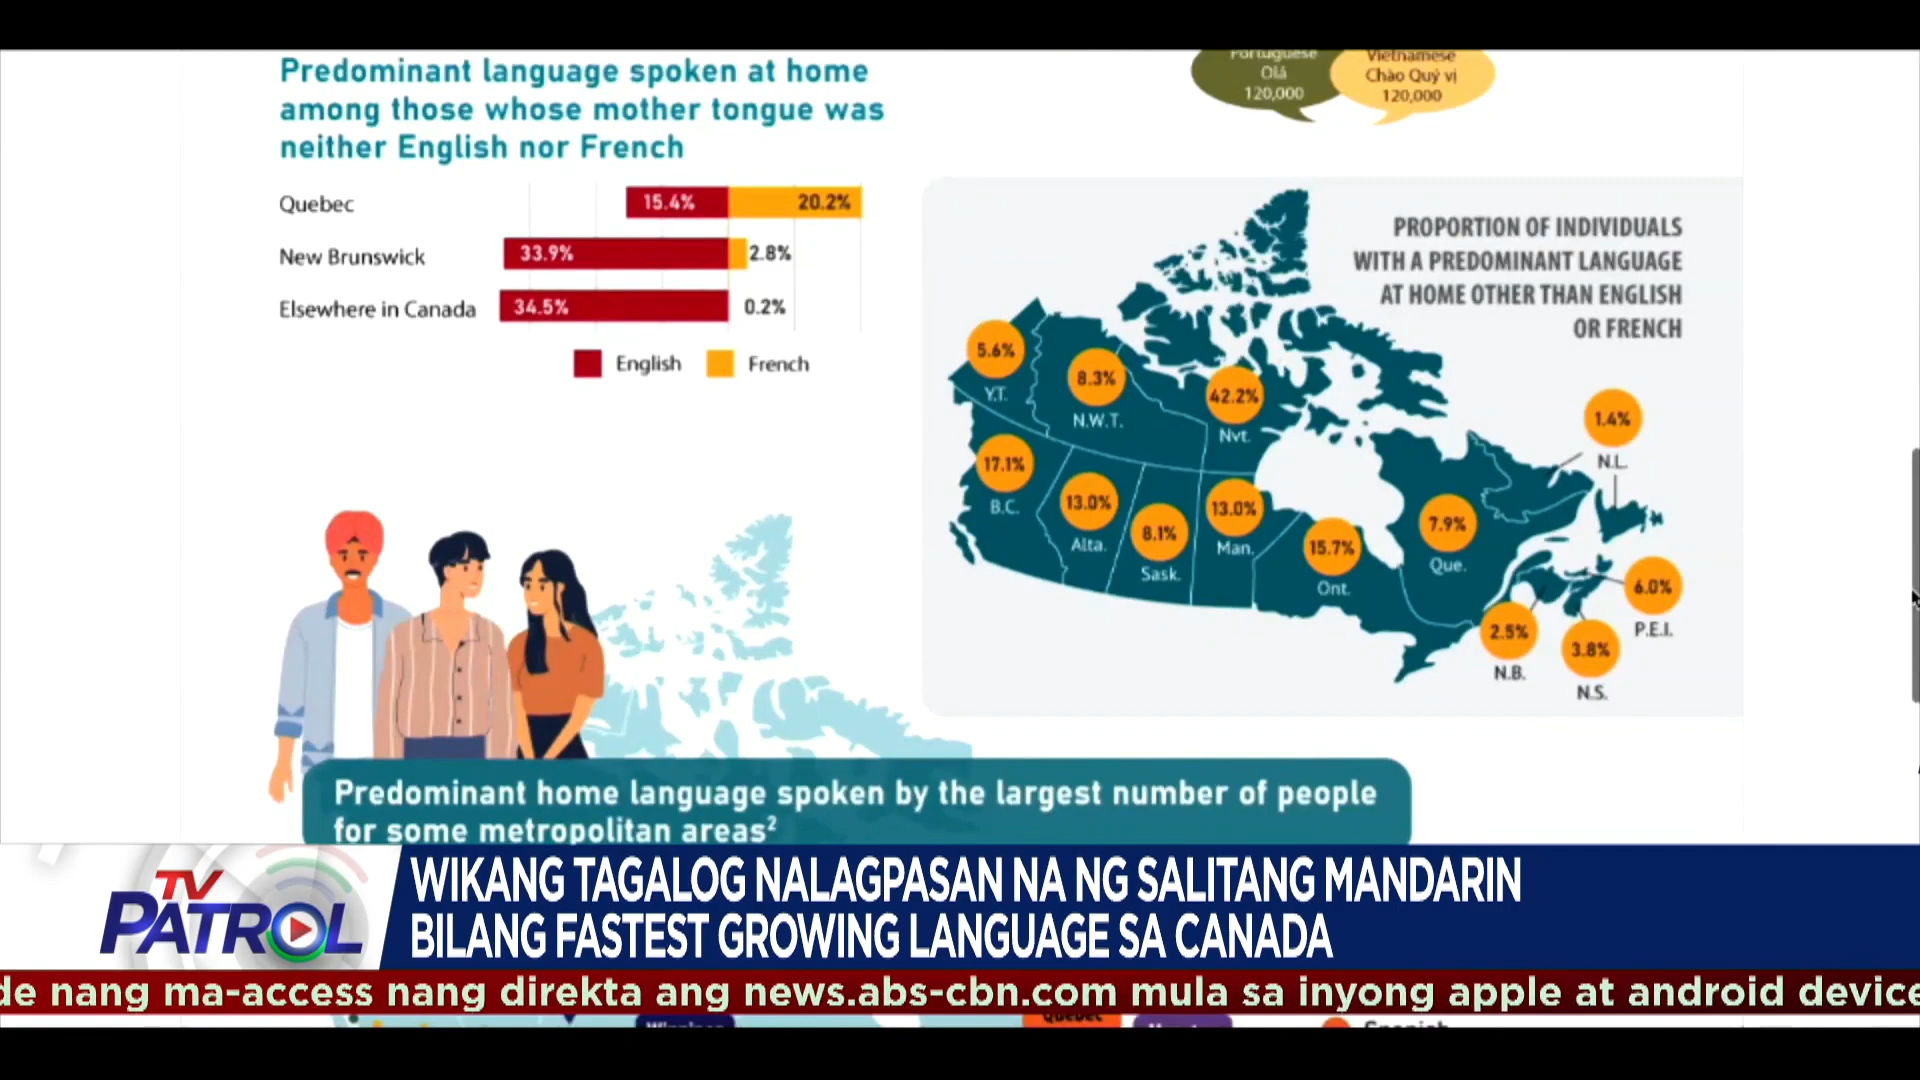 Predominant language spoken at home
among those whose mother tongue was
neither English nor French
Quebec
15.4%
20.2%
New Brunswick
33.9%
2.8%
Elsewhere in Canada
34.5%
0.2%
English
French
Portuguese
Olá
120,000
Vietnamese
Chào Quý vị
120,000
PROPORTION OF INDIVIDUALS
WITH A PREDOMINANT LANGUAGE
AT HOME OTHER THAN ENGLISH
OR FRENCH
5.6%
Y.T.
8.3%
N.W.T.
42.2%
Nvt.
1.4%
N.L.
17.1%
B.C.
13.0%
Alta.
8.1%
Sask.
13.0%
Man.
15.7%
Ont.
7.9%
Que.
6.0%
P.E.I.
2.5%
N.B.
3.8%
N.S.
Predominant home language spoken by the largest number of people
for some metropolitan areas²
TV
PATROL
WIKANG TAGALOG NALAGPASAN NA NG SALITANG MANDARIN
BILANG FASTEST GROWING LANGUAGE SA CANADA
de nang ma-access nang direkta ang news.abs-cbn.com mula sa inyong apple at android device
Quebec
Spanish